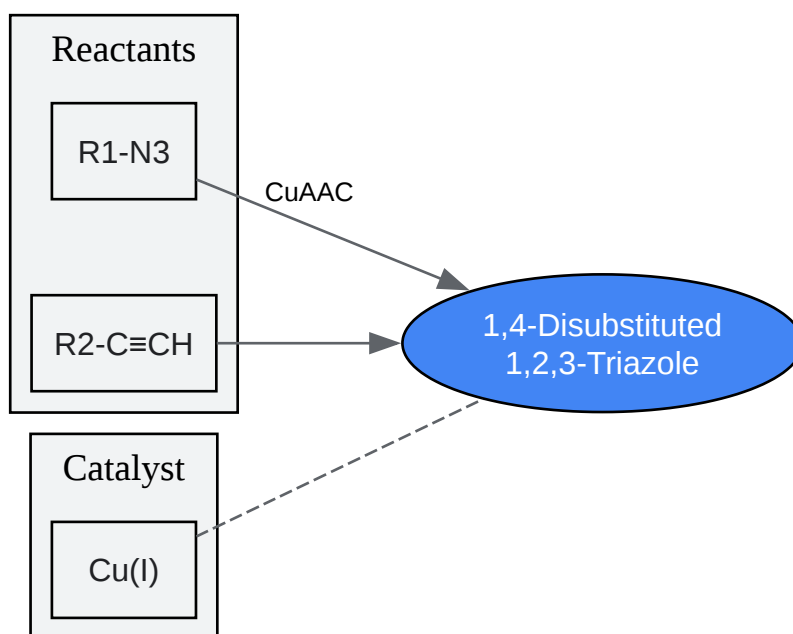 Reactants
R1-N3
CuAAC
R2-C≡CH
1,4-Disubstituted
1,2,3-Triazole
Catalyst
Cu(I)